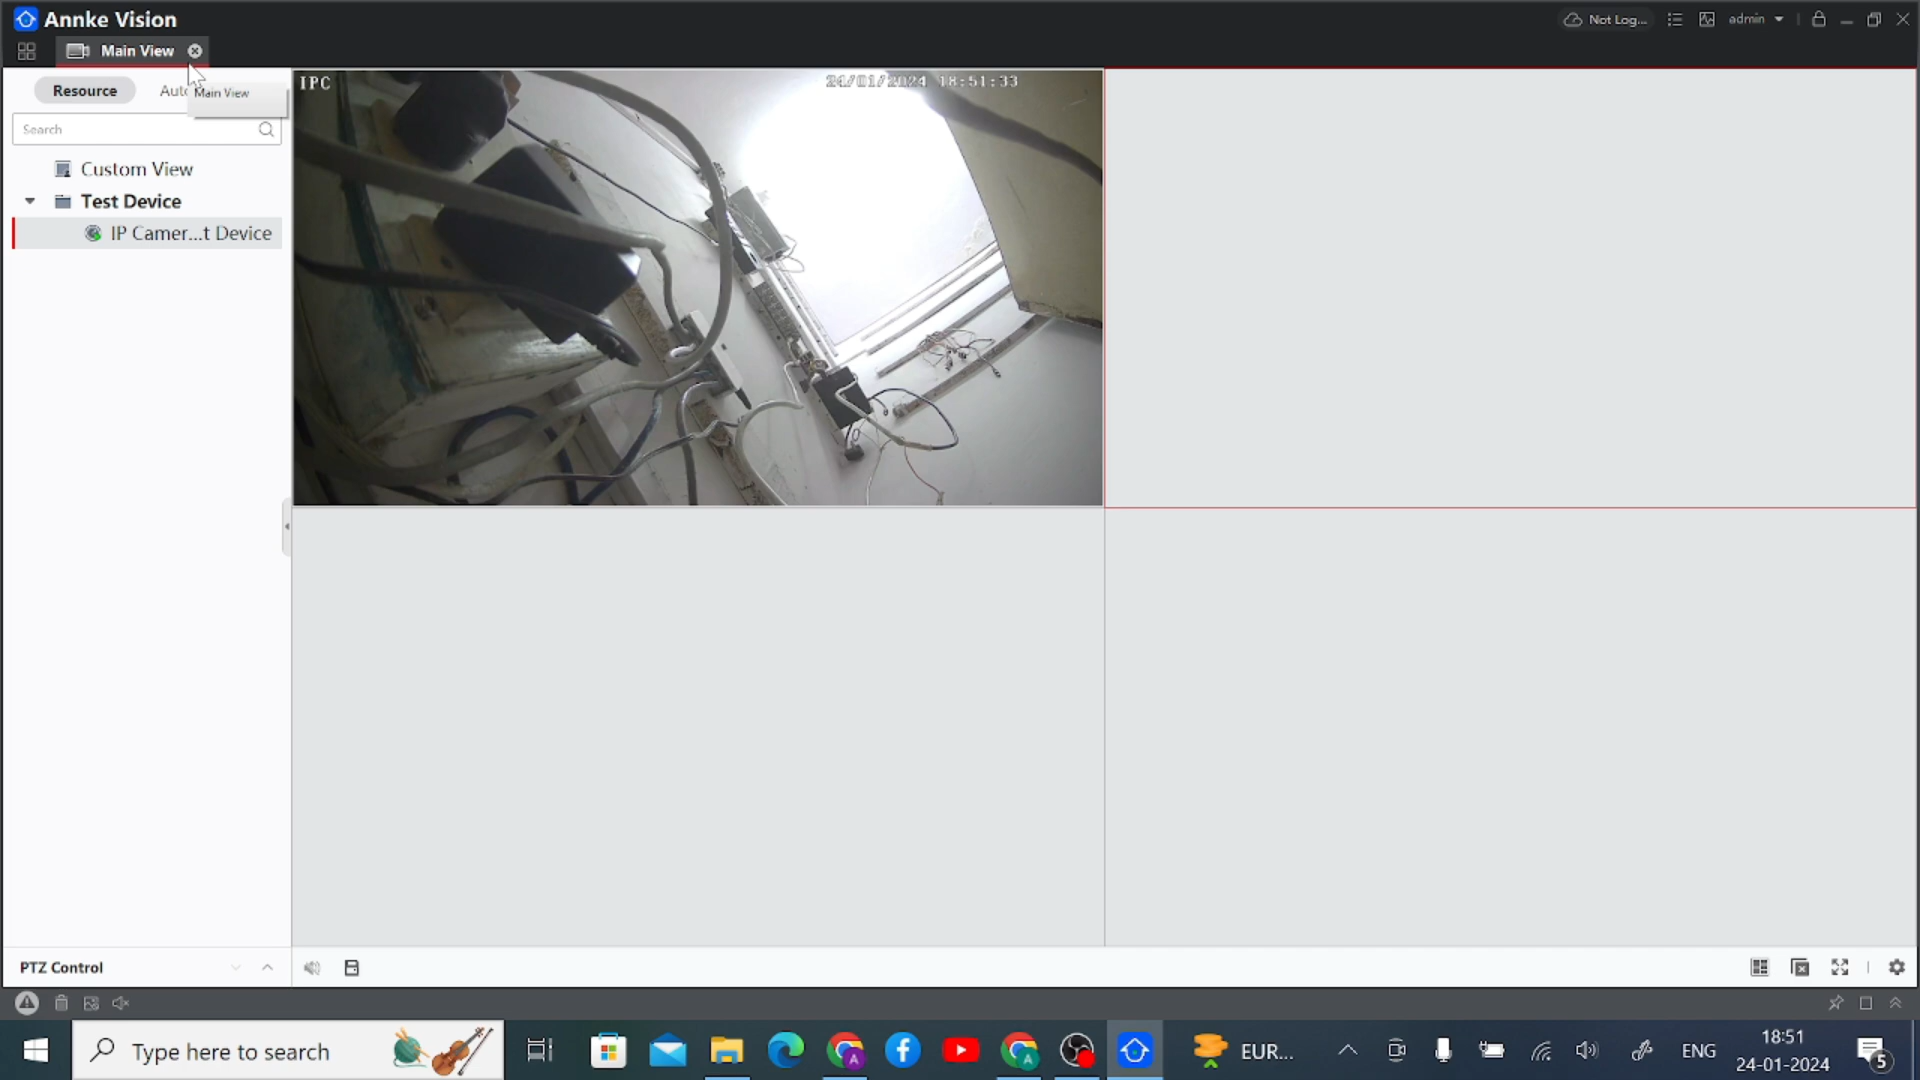 Annke Vision
Not Log...
admin
Main View
Resource
Auto
Main View
Search
Custom View
Test Device
IP Camer...t Device
IPC
24/01/2024 18:51:33
PTZ Control
Type here to search
EUR...
ENG
18:51
24-01-2024
5